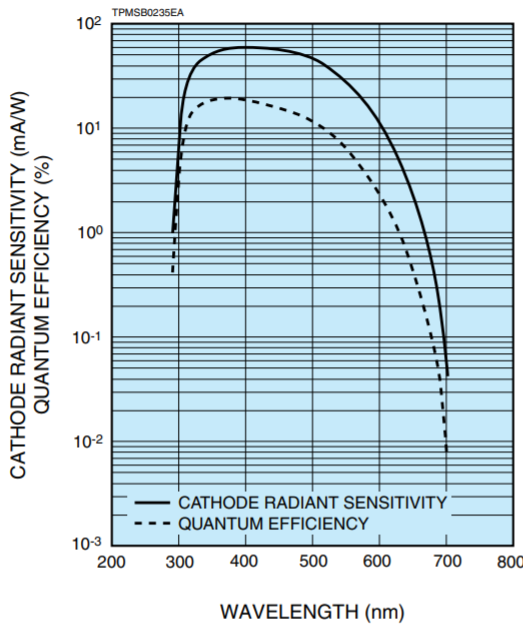 TPMSB0235EA
CATHODE RADIANT SENSITIVITY (mA/W)
QUANTUM EFFICIENCY (%)
10²
10¹
10⁰
10⁻¹
10⁻²
10⁻³
CATHODE RADIANT SENSITIVITY
QUANTUM EFFICIENCY
200 300 400 500 600 700 800
WAVELENGTH (nm)